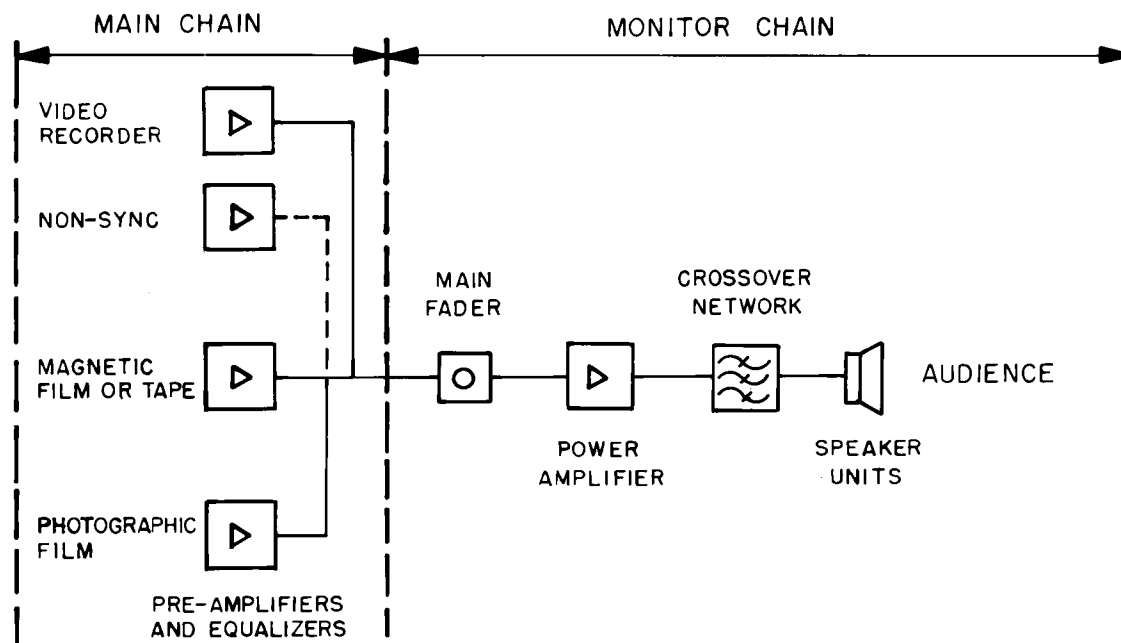 MAIN CHAIN
MONITOR CHAIN
VIDEO
RECORDER
NON-SYNC
MAGNETIC
FILM OR TAPE
PHOTOGRAPHIC
FILM
PRE-AMPLIFIERS
AND EQUALIZERS
MAIN
FADER
POWER
AMPLIFIER
CROSSOVER
NETWORK
SPEAKER
UNITS
AUDIENCE